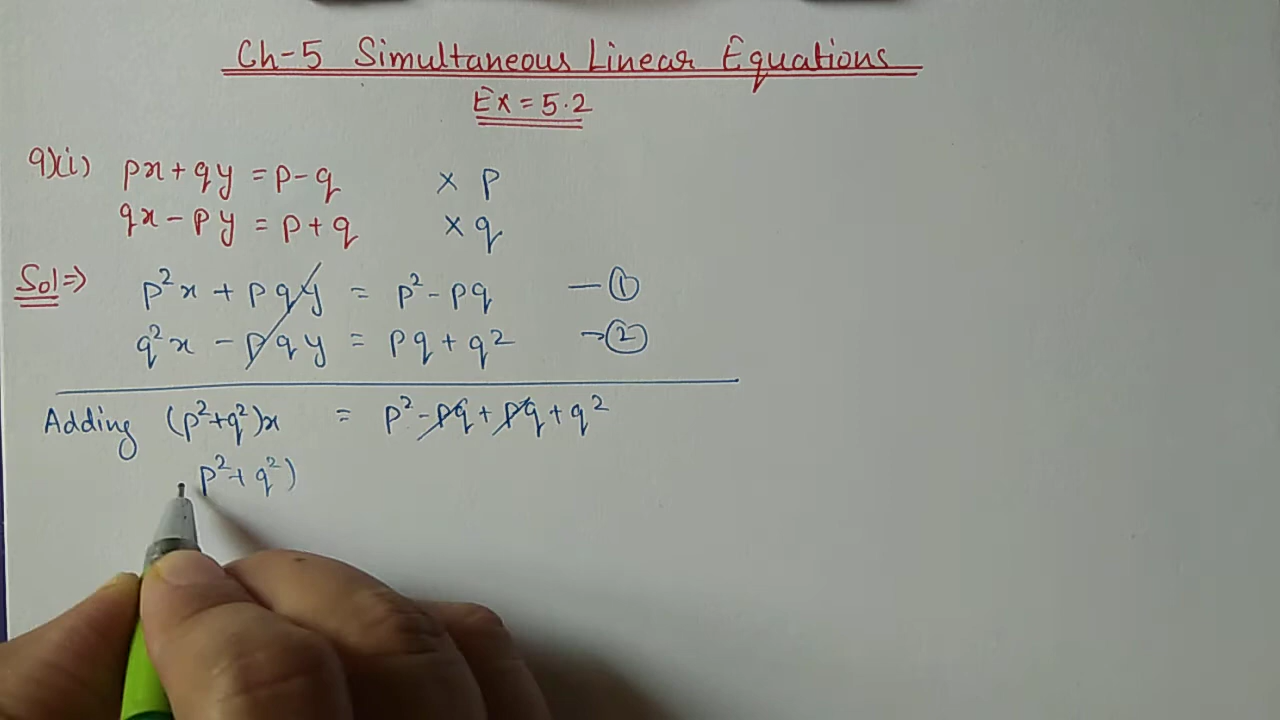 Ch-5 Simultaneous Linear Equations
Ex = 5.2
9)(i) px + qy = p - q × p
qx - py = p + q × q
Sol ⇒
p²x + pqy = p² - pq — ①
q²x - pqy = pq + q² → ②
Adding (p²+q²)x = p² - pq + pq + q²
p² + q²)